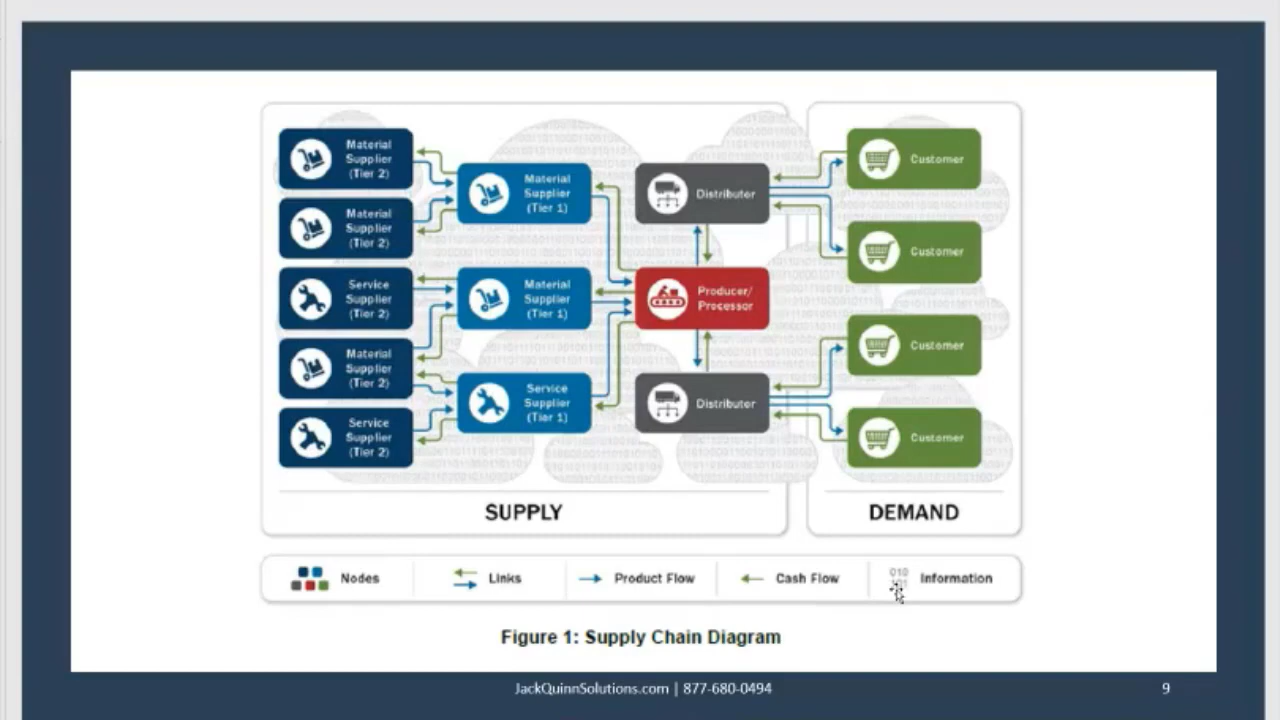 Material
Supplier
(Tier 2)
Material
Supplier
(Tier 2)
Service
Supplier
(Tier 2)
Material
Supplier
(Tier 2)
Service
Supplier
(Tier 2)
Material
Supplier
(Tier 1)
Material
Supplier
(Tier 1)
Service
Supplier
(Tier 1)
Distributer
Producer/
Processor
Distributer
Customer
Customer
Customer
Customer
SUPPLY
DEMAND
Nodes
Links
Product Flow
Cash Flow
010
Information
Figure 1: Supply Chain Diagram
JackQuinnSolutions.com | 877-680-0494
9